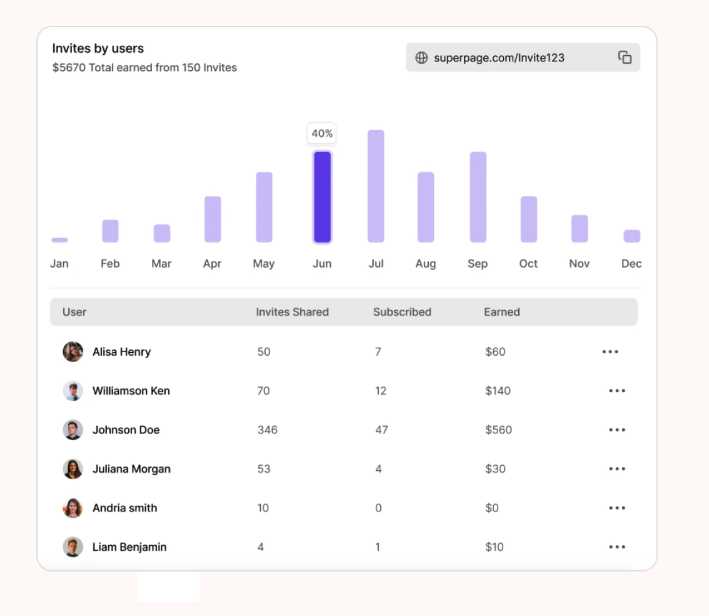 Invites by users
$5670 Total earned from 150 Invites
superpage.com/Invite123
40%
Jan Feb Mar Apr May Jun Jul Aug Sep Oct Nov Dec
User Invites Shared Subscribed Earned
Alisa Henry 50 7 $60
Williamson Ken 70 12 $140
Johnson Doe 346 47 $560
Juliana Morgan 53 4 $30
Andria smith 10 0 $0
Liam Benjamin 4 1 $10